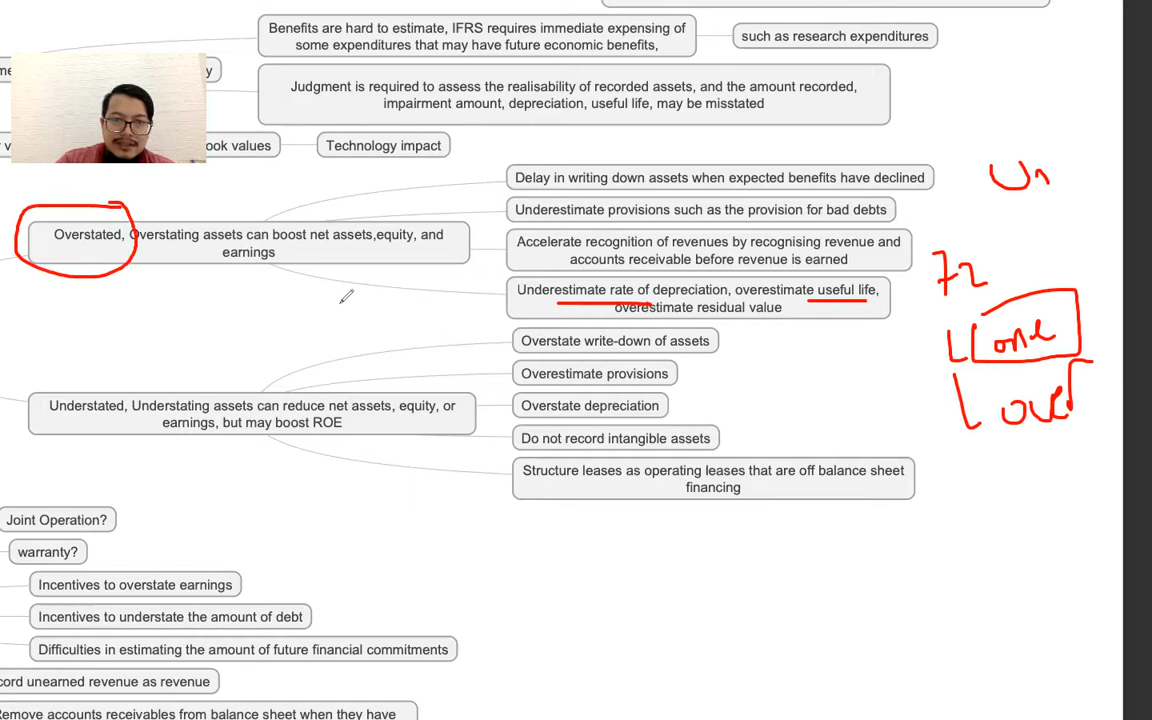 Benefits are hard to estimate, IFRS requires immediate expensing of
some expenditures that may have future economic benefits,
such as research expenditures
Judgment is required to assess the realisability of recorded assets, and the amount recorded,
impairment amount, depreciation, useful life, may be misstated
ook values
Technology impact
Overstated, Overstating assets can boost net assets,equity, and
earnings
Delay in writing down assets when expected benefits have declined
Underestimate provisions such as the provision for bad debts
Accelerate recognition of revenues by recognising revenue and
accounts receivable before revenue is earned
Underestimate rate of depreciation, overestimate useful life,
overestimate residual value
Un
72
one
over
Understated, Understating assets can reduce net assets, equity, or
earnings, but may boost ROE
Overstate write-down of assets
Overestimate provisions
Overstate depreciation
Do not record intangible assets
Structure leases as operating leases that are off balance sheet
financing
Joint Operation?
warranty?
Incentives to overstate earnings
Incentives to understate the amount of debt
Difficulties in estimating the amount of future financial commitments
cord unearned revenue as revenue
Remove accounts receivables from balance sheet when they have